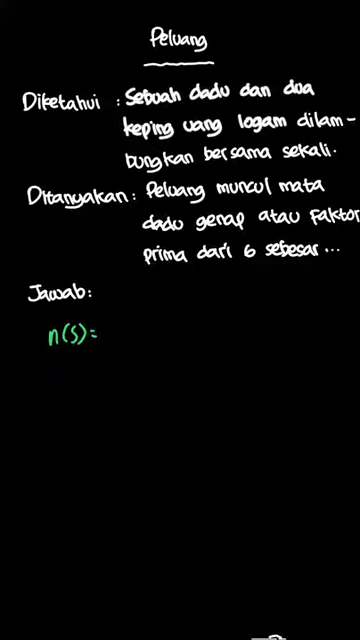 Peluang
Diketahui : Sebuah dadu dan dua
keping uang logam dilam-
bungkan bersama sekali.
Ditanyakan : Peluang muncul mata
dadu genap atau faktor
prima dari 6 sebesar ...
Jawab:
n(S)=